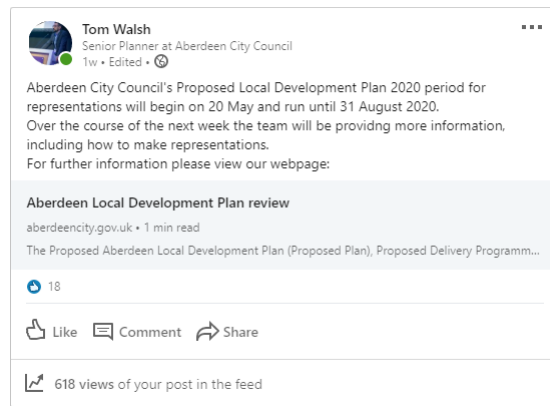 Tom Walsh
Senior Planner at Aberdeen City Council
1w • Edited •
Aberdeen City Council's Proposed Local Development Plan 2020 period for
representations will begin on 20 May and run until 31 August 2020.
Over the course of the next week the team will be providng more information,
including how to make representations.
For further information please view our webpage:
Aberdeen Local Development Plan review
aberdeencity.gov.uk • 1 min read
The Proposed Aberdeen Local Development Plan (Proposed Plan), Proposed Delivery Programm...
18
Like Comment Share
618 views of your post in the feed